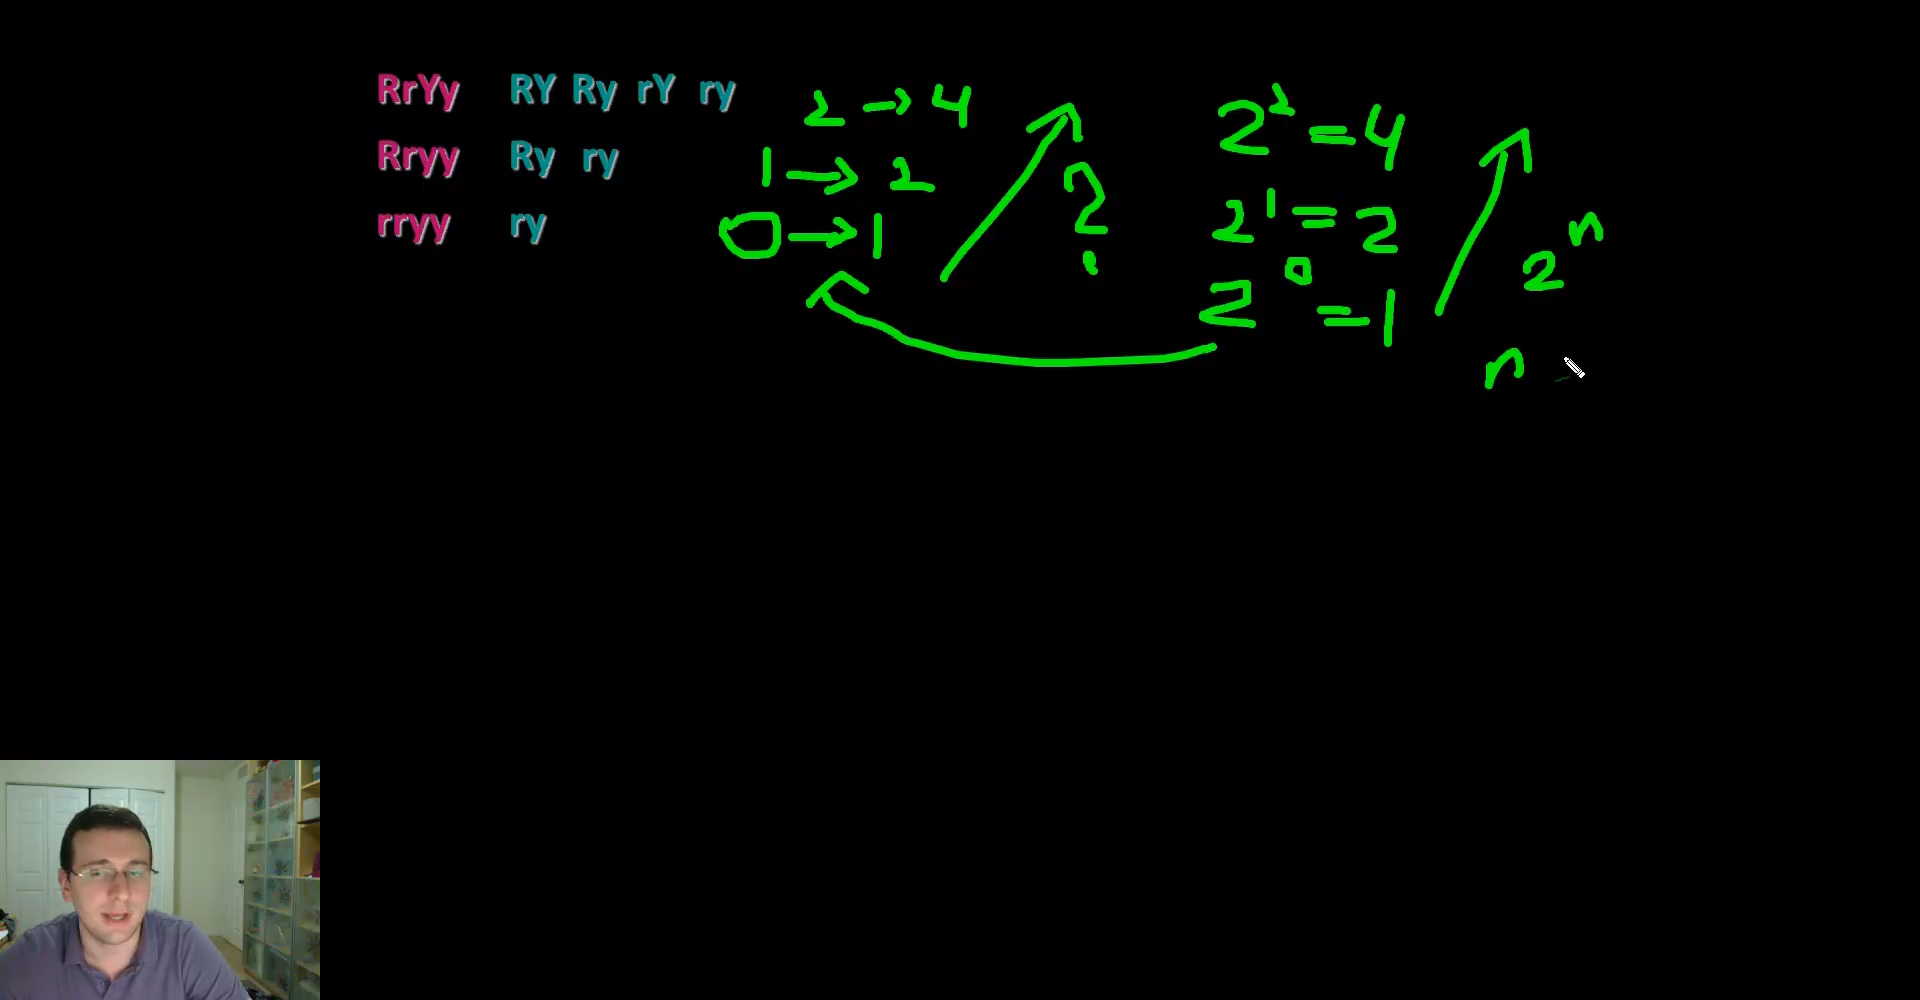 RrYy RY Ry rY ry 2 → 4
Rryy Ry ry 1 → 2
rryy ry 0 → 1
?
2² = 4
2¹ = 2
2⁰ = 1
2ⁿ
n